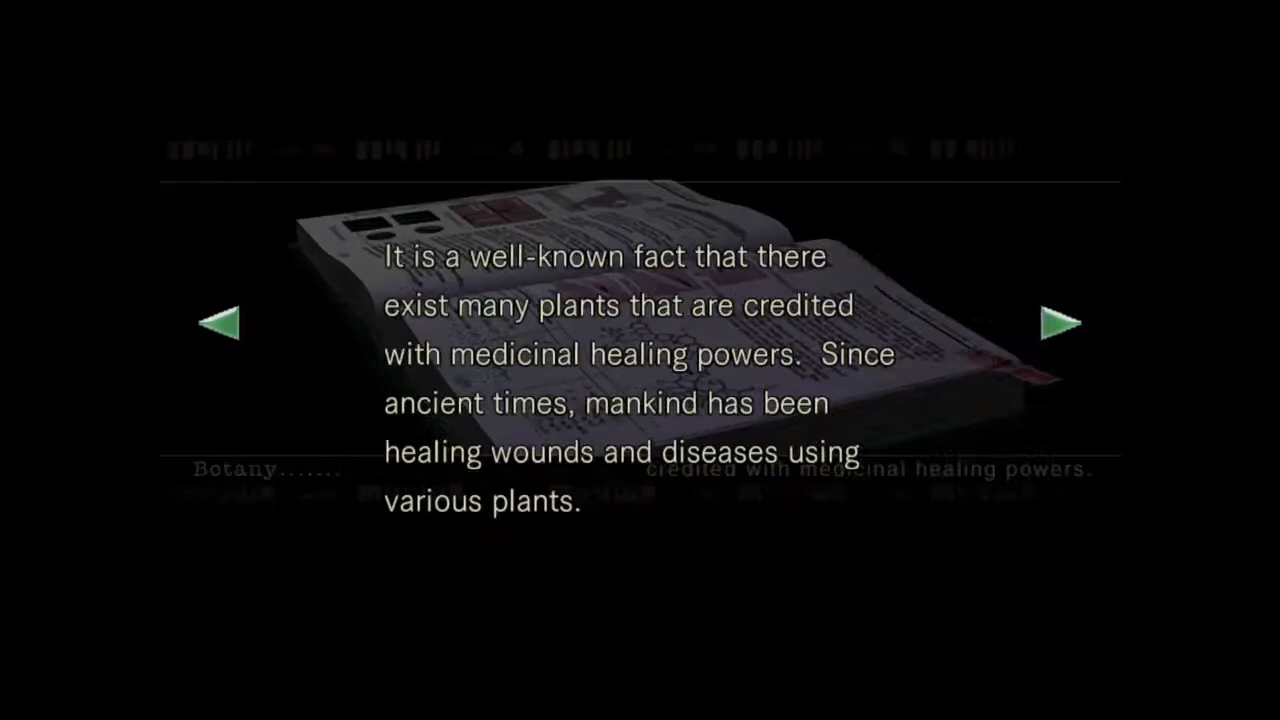 It is a well-known fact that there
exist many plants that are credited
with medicinal healing powers.  Since
ancient times, mankind has been
healing wounds and diseases using
various plants.
Botany.......
credited with medicinal healing powers.